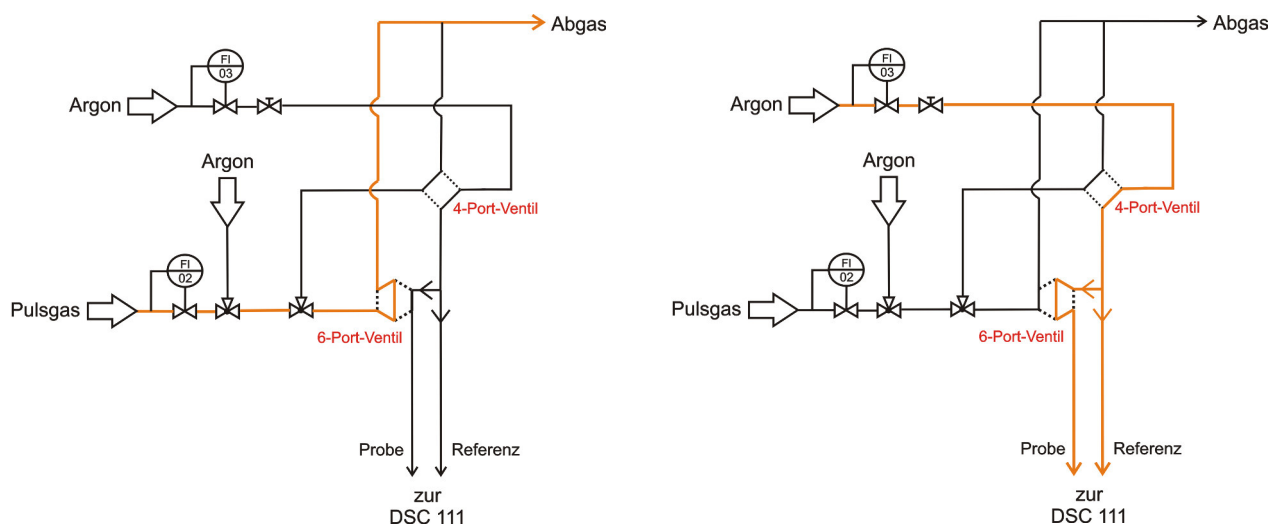 Abgas
FI
03
Argon
Argon
4-Port-Ventil
FI
02
Pulsgas
6-Port-Ventil
Probe
Referenz
zur
DSC 111
Abgas
FI
03
Argon
Argon
4-Port-Ventil
FI
02
Pulsgas
6-Port-Ventil
Probe
Referenz
zur
DSC 111